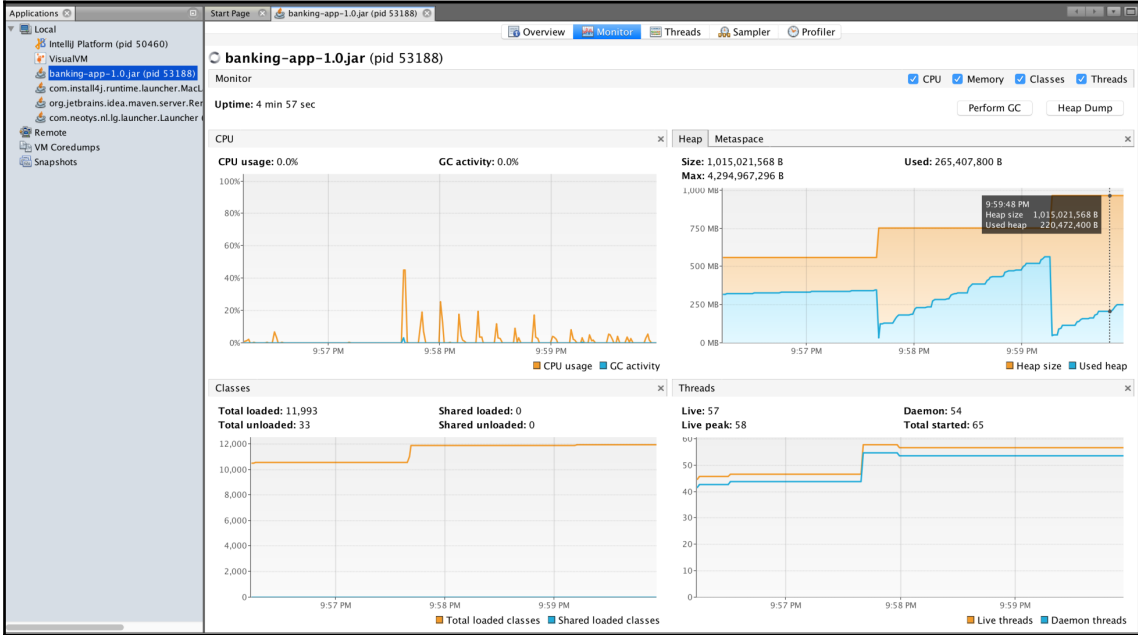 Applications
Local
IntelliJ Platform (pid 50460)
VisualVM
banking-app-1.0.jar (pid 53188)
com.install4j.runtime.launcher.MacL
org.jetbrains.idea.maven.server.Rer
com.neotys.nl.lg.launcher.Launcher (
Remote
VM Coredumps
Snapshots
Start Page banking-app-1.0.jar (pid 53188)
Overview Monitor Threads Sampler Profiler
banking-app-1.0.jar (pid 53188)
Monitor CPU Memory Classes Threads
Uptime: 4 min 57 sec
Perform GC Heap Dump
CPU
CPU usage: 0.0% GC activity: 0.0%
100%
80%
60%
40%
20%
0%
9:57 PM 9:58 PM 9:59 PM
CPU usage GC activity
Heap Metaspace
Size: 1,015,021,568 B Used: 265,407,800 B
Max: 4,294,967,296 B
1,000 MB
750 MB
500 MB
250 MB
0 MB
9:59:48 PM
Heap size 1,015,021,568 B
Used heap 220,472,400 B
9:57 PM 9:58 PM 9:59 PM
Heap size Used heap
Classes
Total loaded: 11,993 Shared loaded: 0
Total unloaded: 33 Shared unloaded: 0
12,000
10,000
8,000
6,000
4,000
2,000
0
9:57 PM 9:58 PM 9:59 PM
Total loaded classes Shared loaded classes
Threads
Live: 57 Daemon: 54
Live peak: 58 Total started: 65
60
50
40
30
20
10
0
9:57 PM 9:58 PM 9:59 PM
Live threads Daemon threads